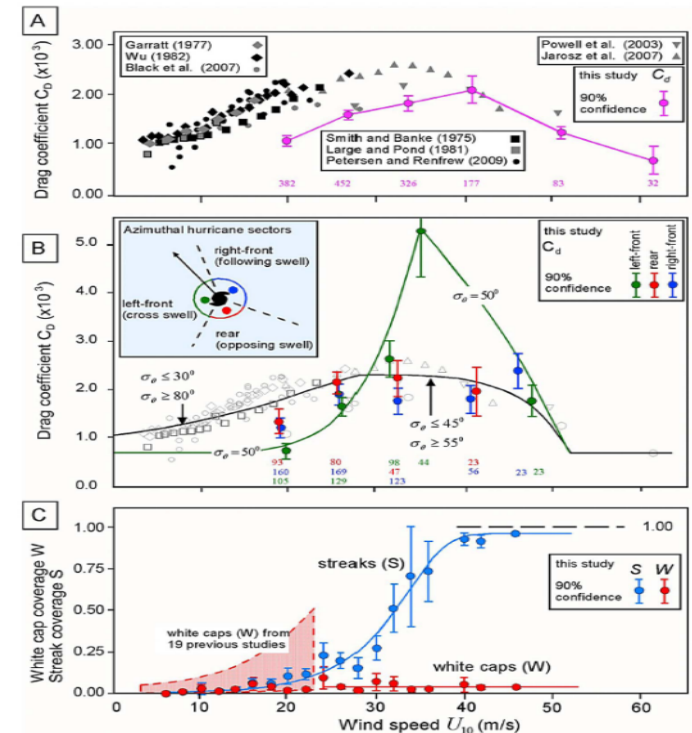 A
Drag coefficient C_D (x10³)
3.00
2.00
1.00
0.00
Garratt (1977)
Wu (1982)
Black et al. (2007)
Powell et al. (2003)
Jarosz et al. (2007)
this study C_d
90% confidence
Smith and Banke (1975)
Large and Pond (1981)
Petersen and Renfrew (2009)
382 452 326 177 83 32
B
Drag coefficient C_D (x10³)
5.0
4.0
3.0
2.0
1.0
0.0
Azimuthal hurricane sectors
right-front
(following swell)
left-front
(cross swell)
rear
(opposing swell)
this study
C_d
90%
confidence
left-front
rear
right-front
σ_θ=50°
σ_θ ≤ 30°
σ_θ ≥ 80°
σ_θ ≤ 45°
σ_θ ≥ 55°
σ_θ=50°
93 80 98 44 23
160 169 47 56 23 23
105 129 123
C
White cap coverage W
Streak coverage S
1.00
0.75
0.50
0.25
0.00
1.00
streaks (S)
this study S W
90%
confidence
white caps (W) from
19 previous studies
white caps (W)
0 10 20 30 40 50 60
Wind speed U₁₀ (m/s)